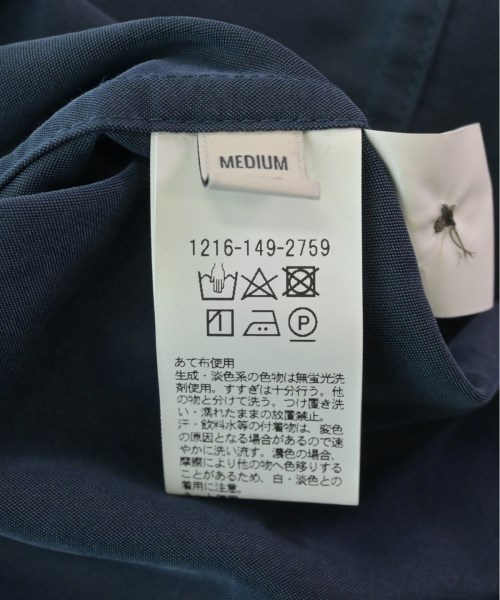 MEDIUM
1216-149-2759
P
あて布使用
生成・淡色系の色物は無蛍光洗
剤使用。すすぎは十分行う。他
の物と分けて洗う。つけ置き洗
い・濡れたままの放置禁止。
汗・飲料水等の付着物は、変色
の原因となる場合があるので速
やかに洗い流す。濃色の場合、
摩擦により他の物へ色移りする
ことがあるため、白・淡色との
着用に注意。